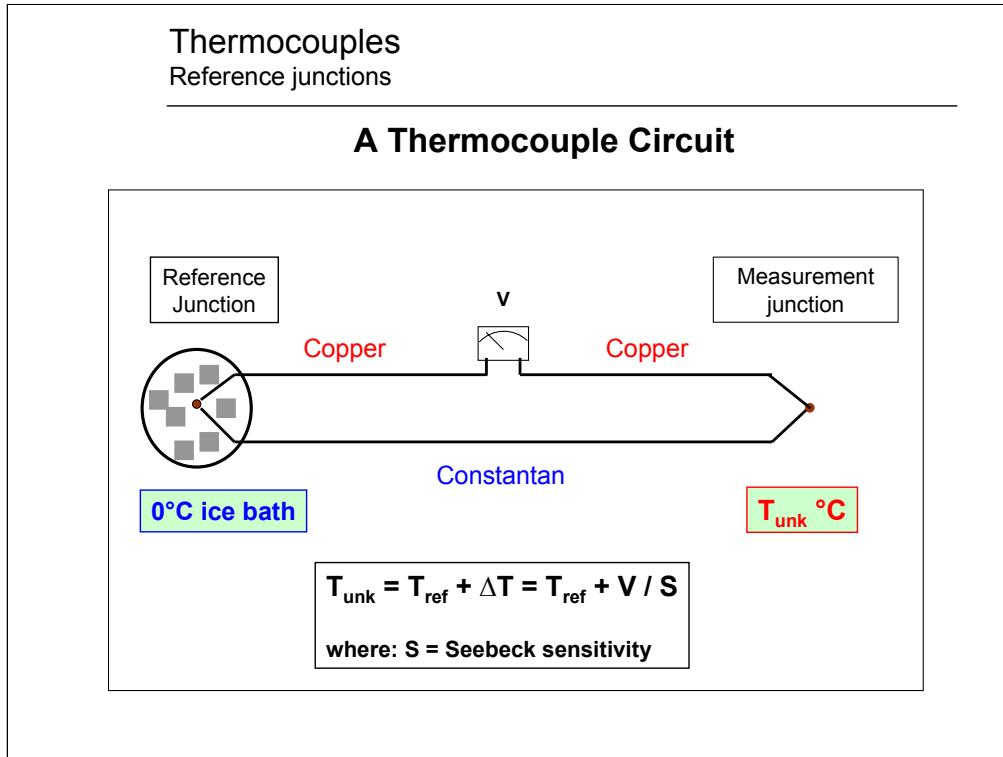 Thermocouples
Reference junctions
A Thermocouple Circuit
Reference
Junction
V
Measurement
junction
Copper
Copper
Constantan
0°C ice bath
Tunk °C
Tunk = Tref + ∆T = Tref + V / S
where: S = Seebeck sensitivity